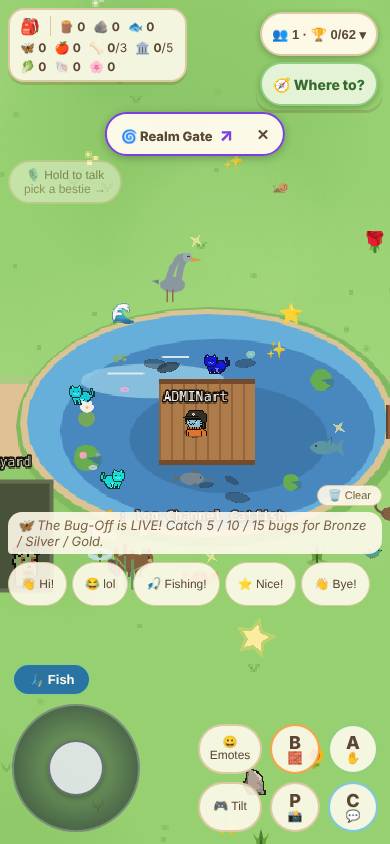 0 0 0
0 0 0/3 0/5
0 0 0
1 · 0/62 ▾
Where to?
Realm Gate ✕
Hold to talk
pick a bestie →
ADMINart
yard
Clear
The Bug-Off is LIVE! Catch 5 / 10 / 15 bugs for Bronze
/ Silver / Gold.
Hi! lol Fishing! Nice! Bye!
Fish
Emotes
B
A
Tilt
P
C